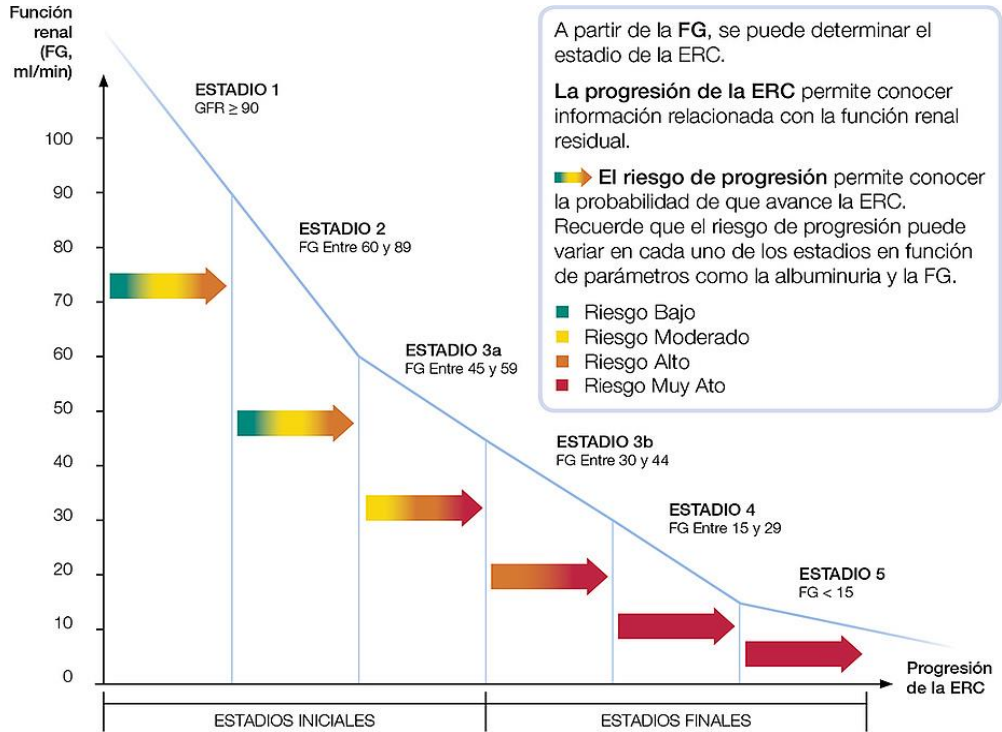 Función
renal
(FG,
ml/min)
100
90
80
70
60
50
40
30
20
10
0
ESTADIO 1
GFR ≥ 90
ESTADIO 2
FG Entre 60 y 89
ESTADIO 3a
FG Entre 45 y 59
ESTADIO 3b
FG Entre 30 y 44
ESTADIO 4
FG Entre 15 y 29
ESTADIO 5
FG < 15
A partir de la FG, se puede determinar el
estadio de la ERC.
La progresión de la ERC permite conocer
información relacionada con la función renal
residual.
El riesgo de progresión permite conocer
la probabilidad de que avance la ERC.
Recuerde que el riesgo de progresión puede
variar en cada uno de los estadios en función
de parámetros como la albuminuria y la FG.
Riesgo Bajo
Riesgo Moderado
Riesgo Alto
Riesgo Muy Ato
Progresión
de la ERC
ESTADIOS INICIALES
ESTADIOS FINALES